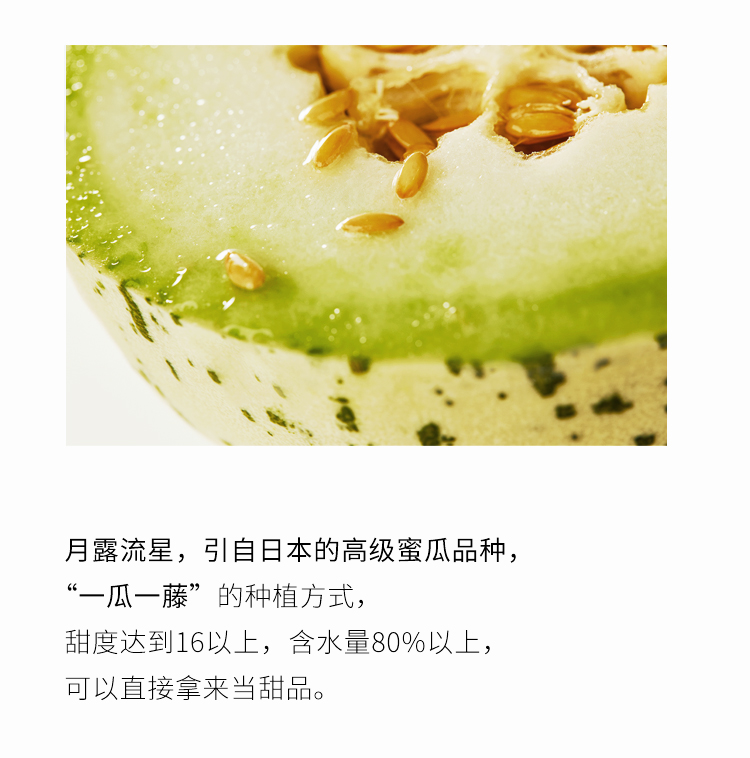 月露流星，引自日本的高级蜜瓜品种，
“一瓜一藤”的种植方式，
甜度达到16以上，含水量80%以上，
可以直接拿来当甜品。